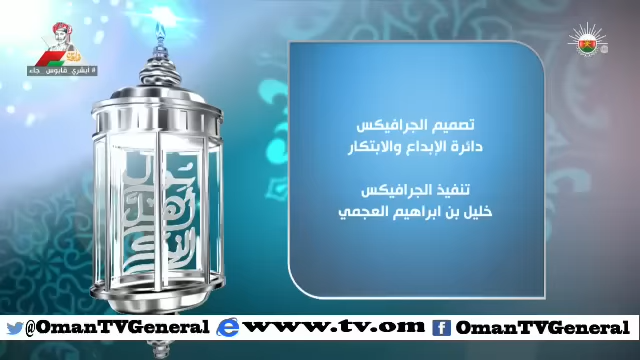 # ابشري قابوس جاء
تصميم الجرافيكس
دائرة الإبداع والابتكار
تنفيذ الجرافيكس
خليل بن ابراهيم العجمي
@OmanTVGeneral www.tv.om OmanTVGeneral